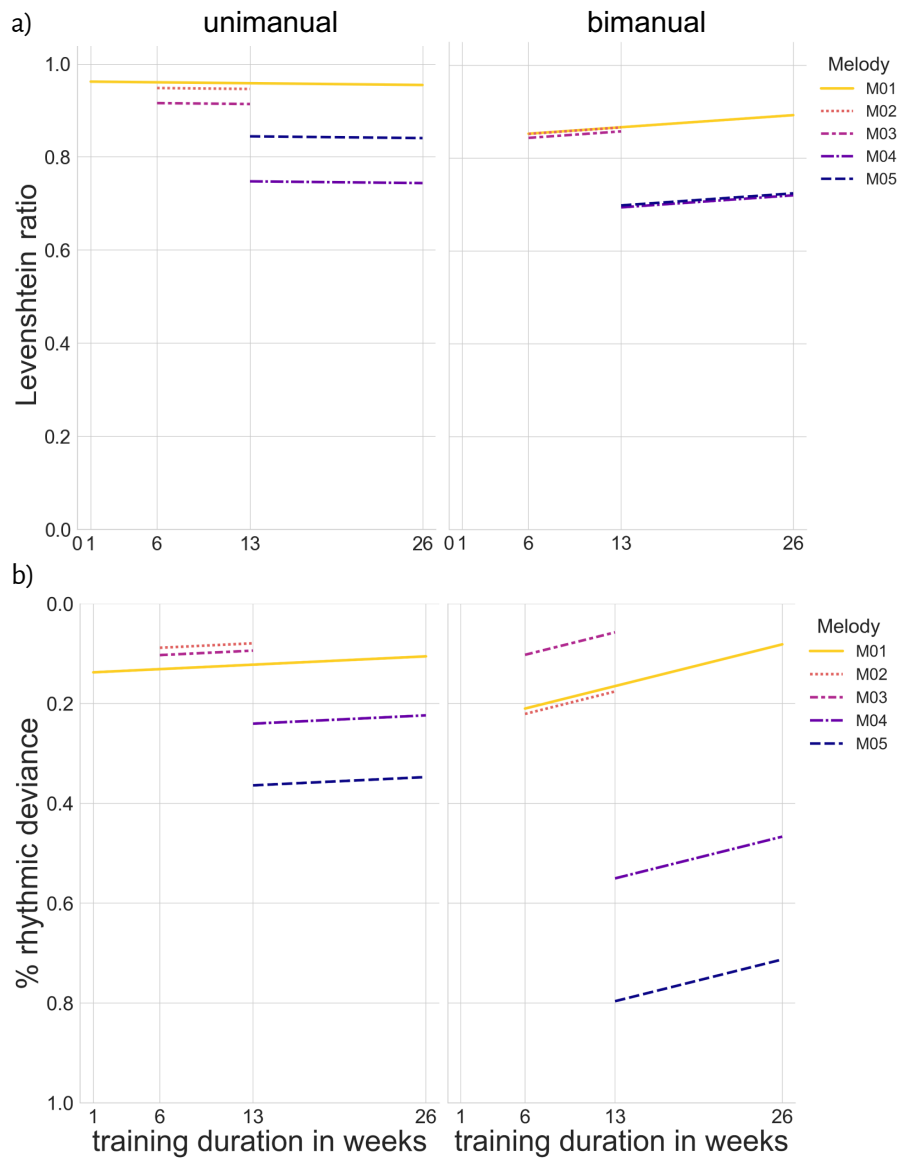 a)
unimanual
bimanual
Levenshtein ratio
1.0
0.8
0.6
0.4
0.2
0.0
0 1 6 13 26
0 1 6 13 26
Melody
M01
M02
M03
M04
M05
b)
% rhythmic deviance
0.0
0.2
0.4
0.6
0.8
1.0
1 6 13 26
training duration in weeks
1 6 13 26
training duration in weeks
Melody
M01
M02
M03
M04
M05